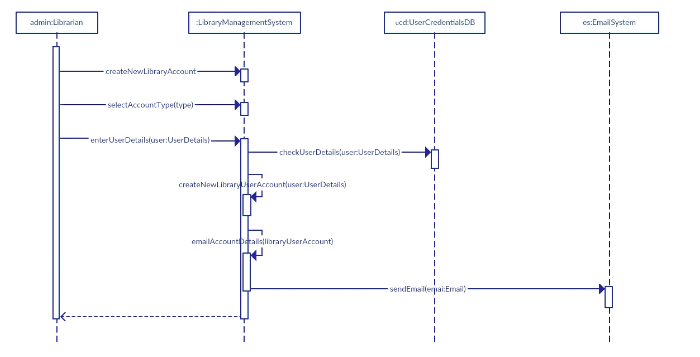 admin:Librarian
:LibraryManagementSystem
ucd:UserCredentialsDB
es:EmailSystem
createNewLibraryAccount
selectAccountType(type)
enterUserDetails(user:UserDetails)
checkUserDetails(user:UserDetails)
createNewLibraryUserAccount(user:UserDetails)
emailAccountDetails(libraryUserAccount)
sendEmail(emai:Email)